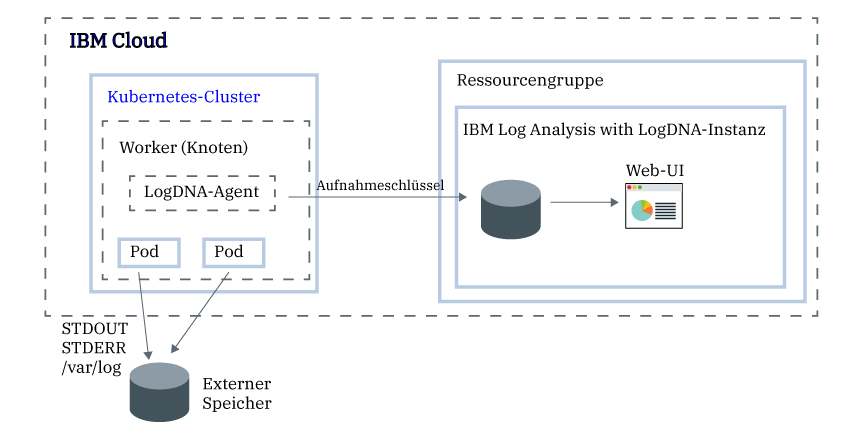 IBM Cloud
Kubernetes-Cluster
Worker (Knoten)
LogDNA-Agent
Pod
Pod
Aufnahmeschlüssel
Ressourcengruppe
IBM Log Analysis with LogDNA-Instanz
Web-UI
STDOUT
STDERR
/var/log
Externer
Speicher